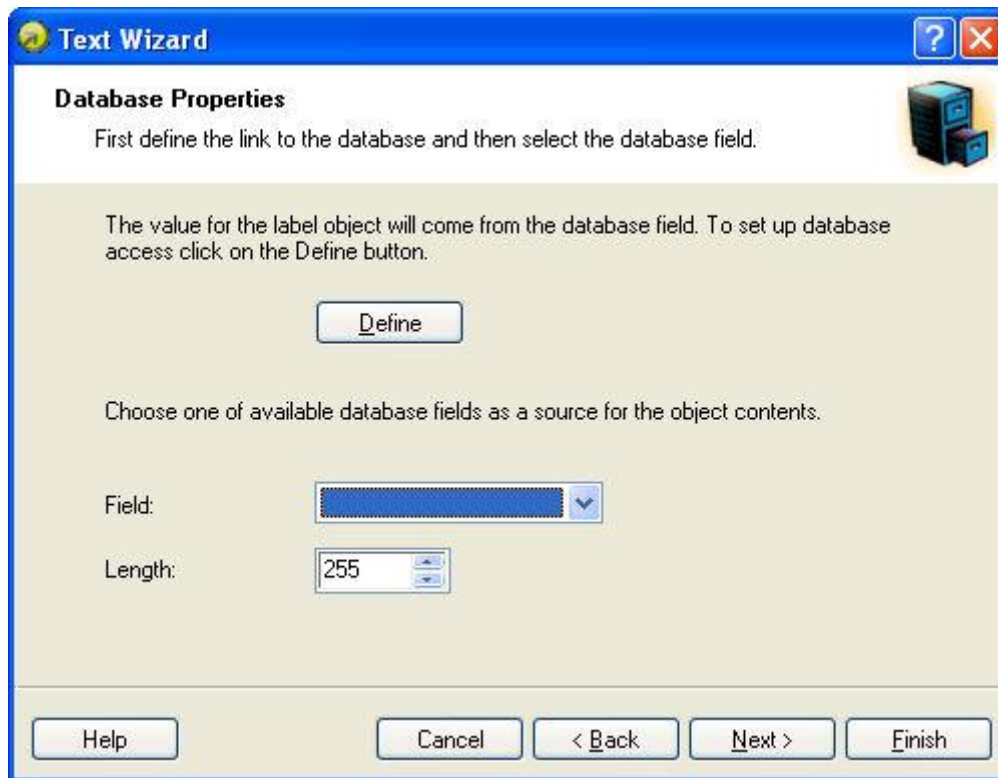 Text Wizard
Database Properties
First define the link to the database and then select the database field.
The value for the label object will come from the database field. To set up database
access click on the Define button.
Define
Choose one of available database fields as a source for the object contents.
Field:
Length: 255
Help Cancel < Back Next > Finish